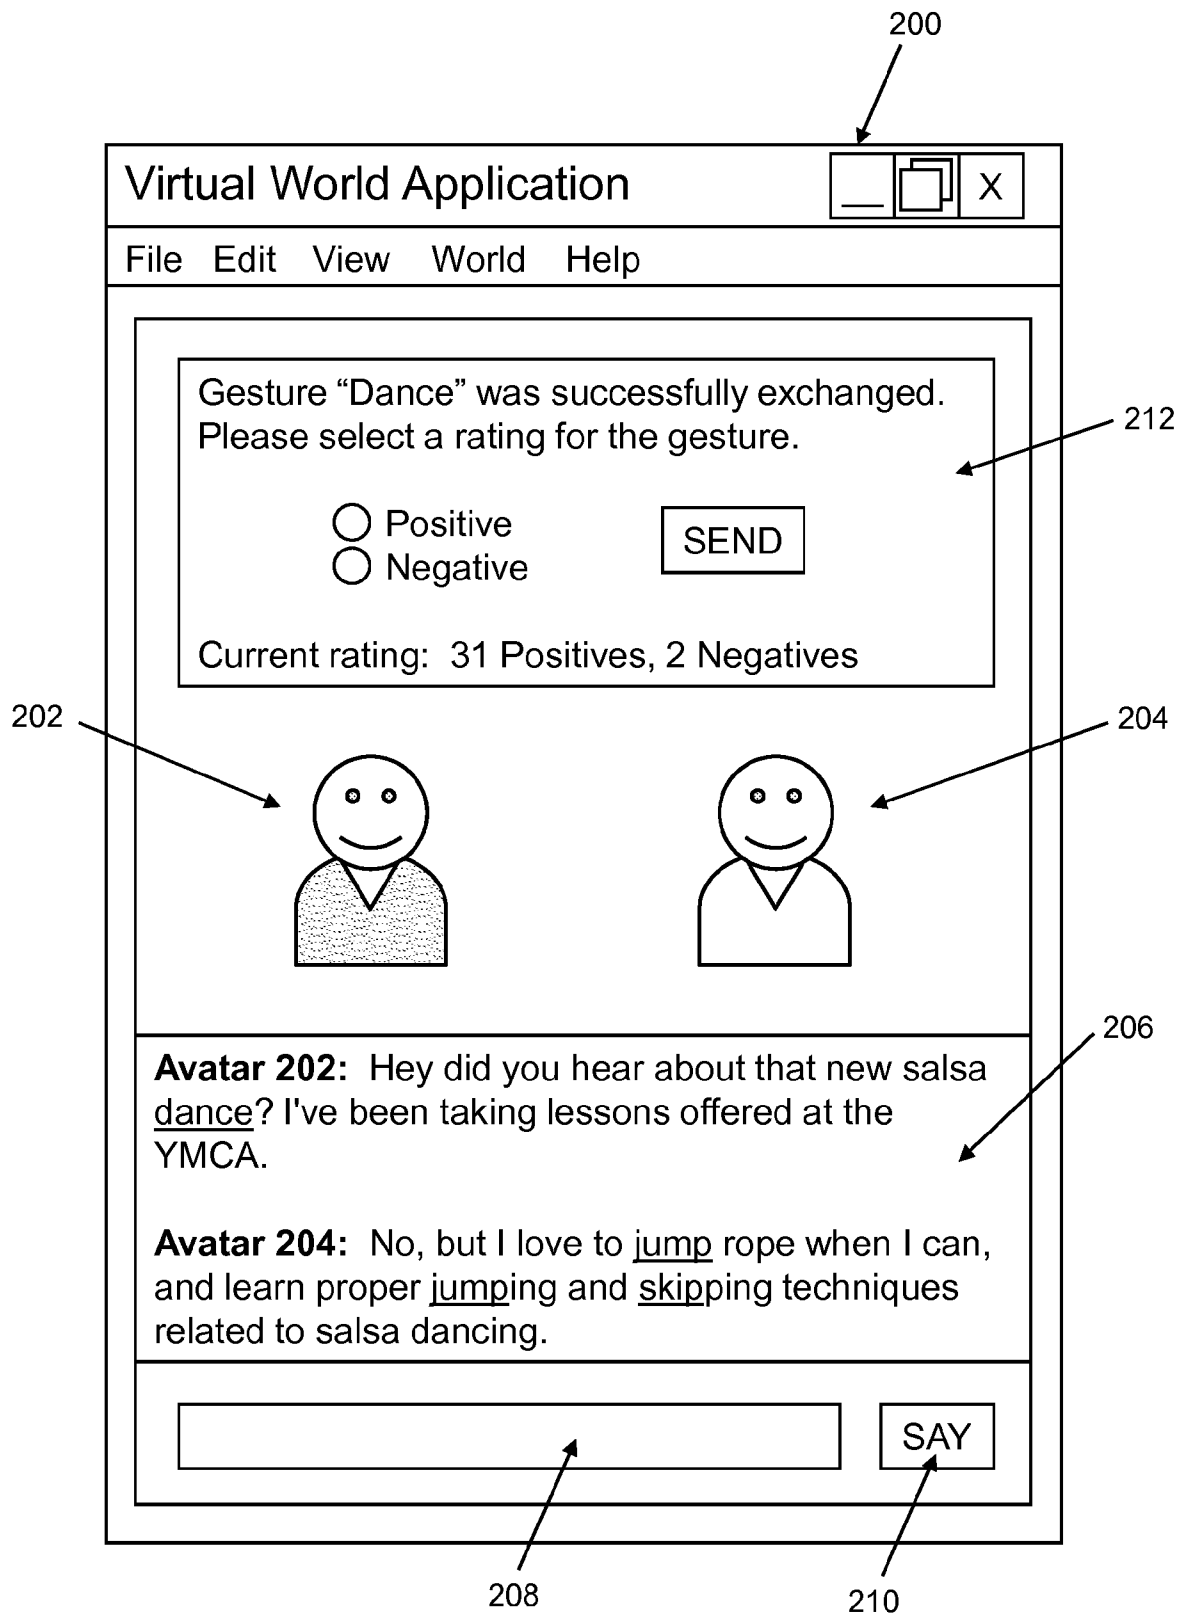 200
Virtual World Application
X
File Edit View World Help
Gesture “Dance” was successfully exchanged.
Please select a rating for the gesture.
212
Positive
Negative
SEND
Current rating: 31 Positives, 2 Negatives
202
204
206
Avatar 202: Hey did you hear about that new salsa
dance? I've been taking lessons offered at the
YMCA.
Avatar 204: No, but I love to jump rope when I can,
and learn proper jumping and skipping techniques
related to salsa dancing.
SAY
208
210